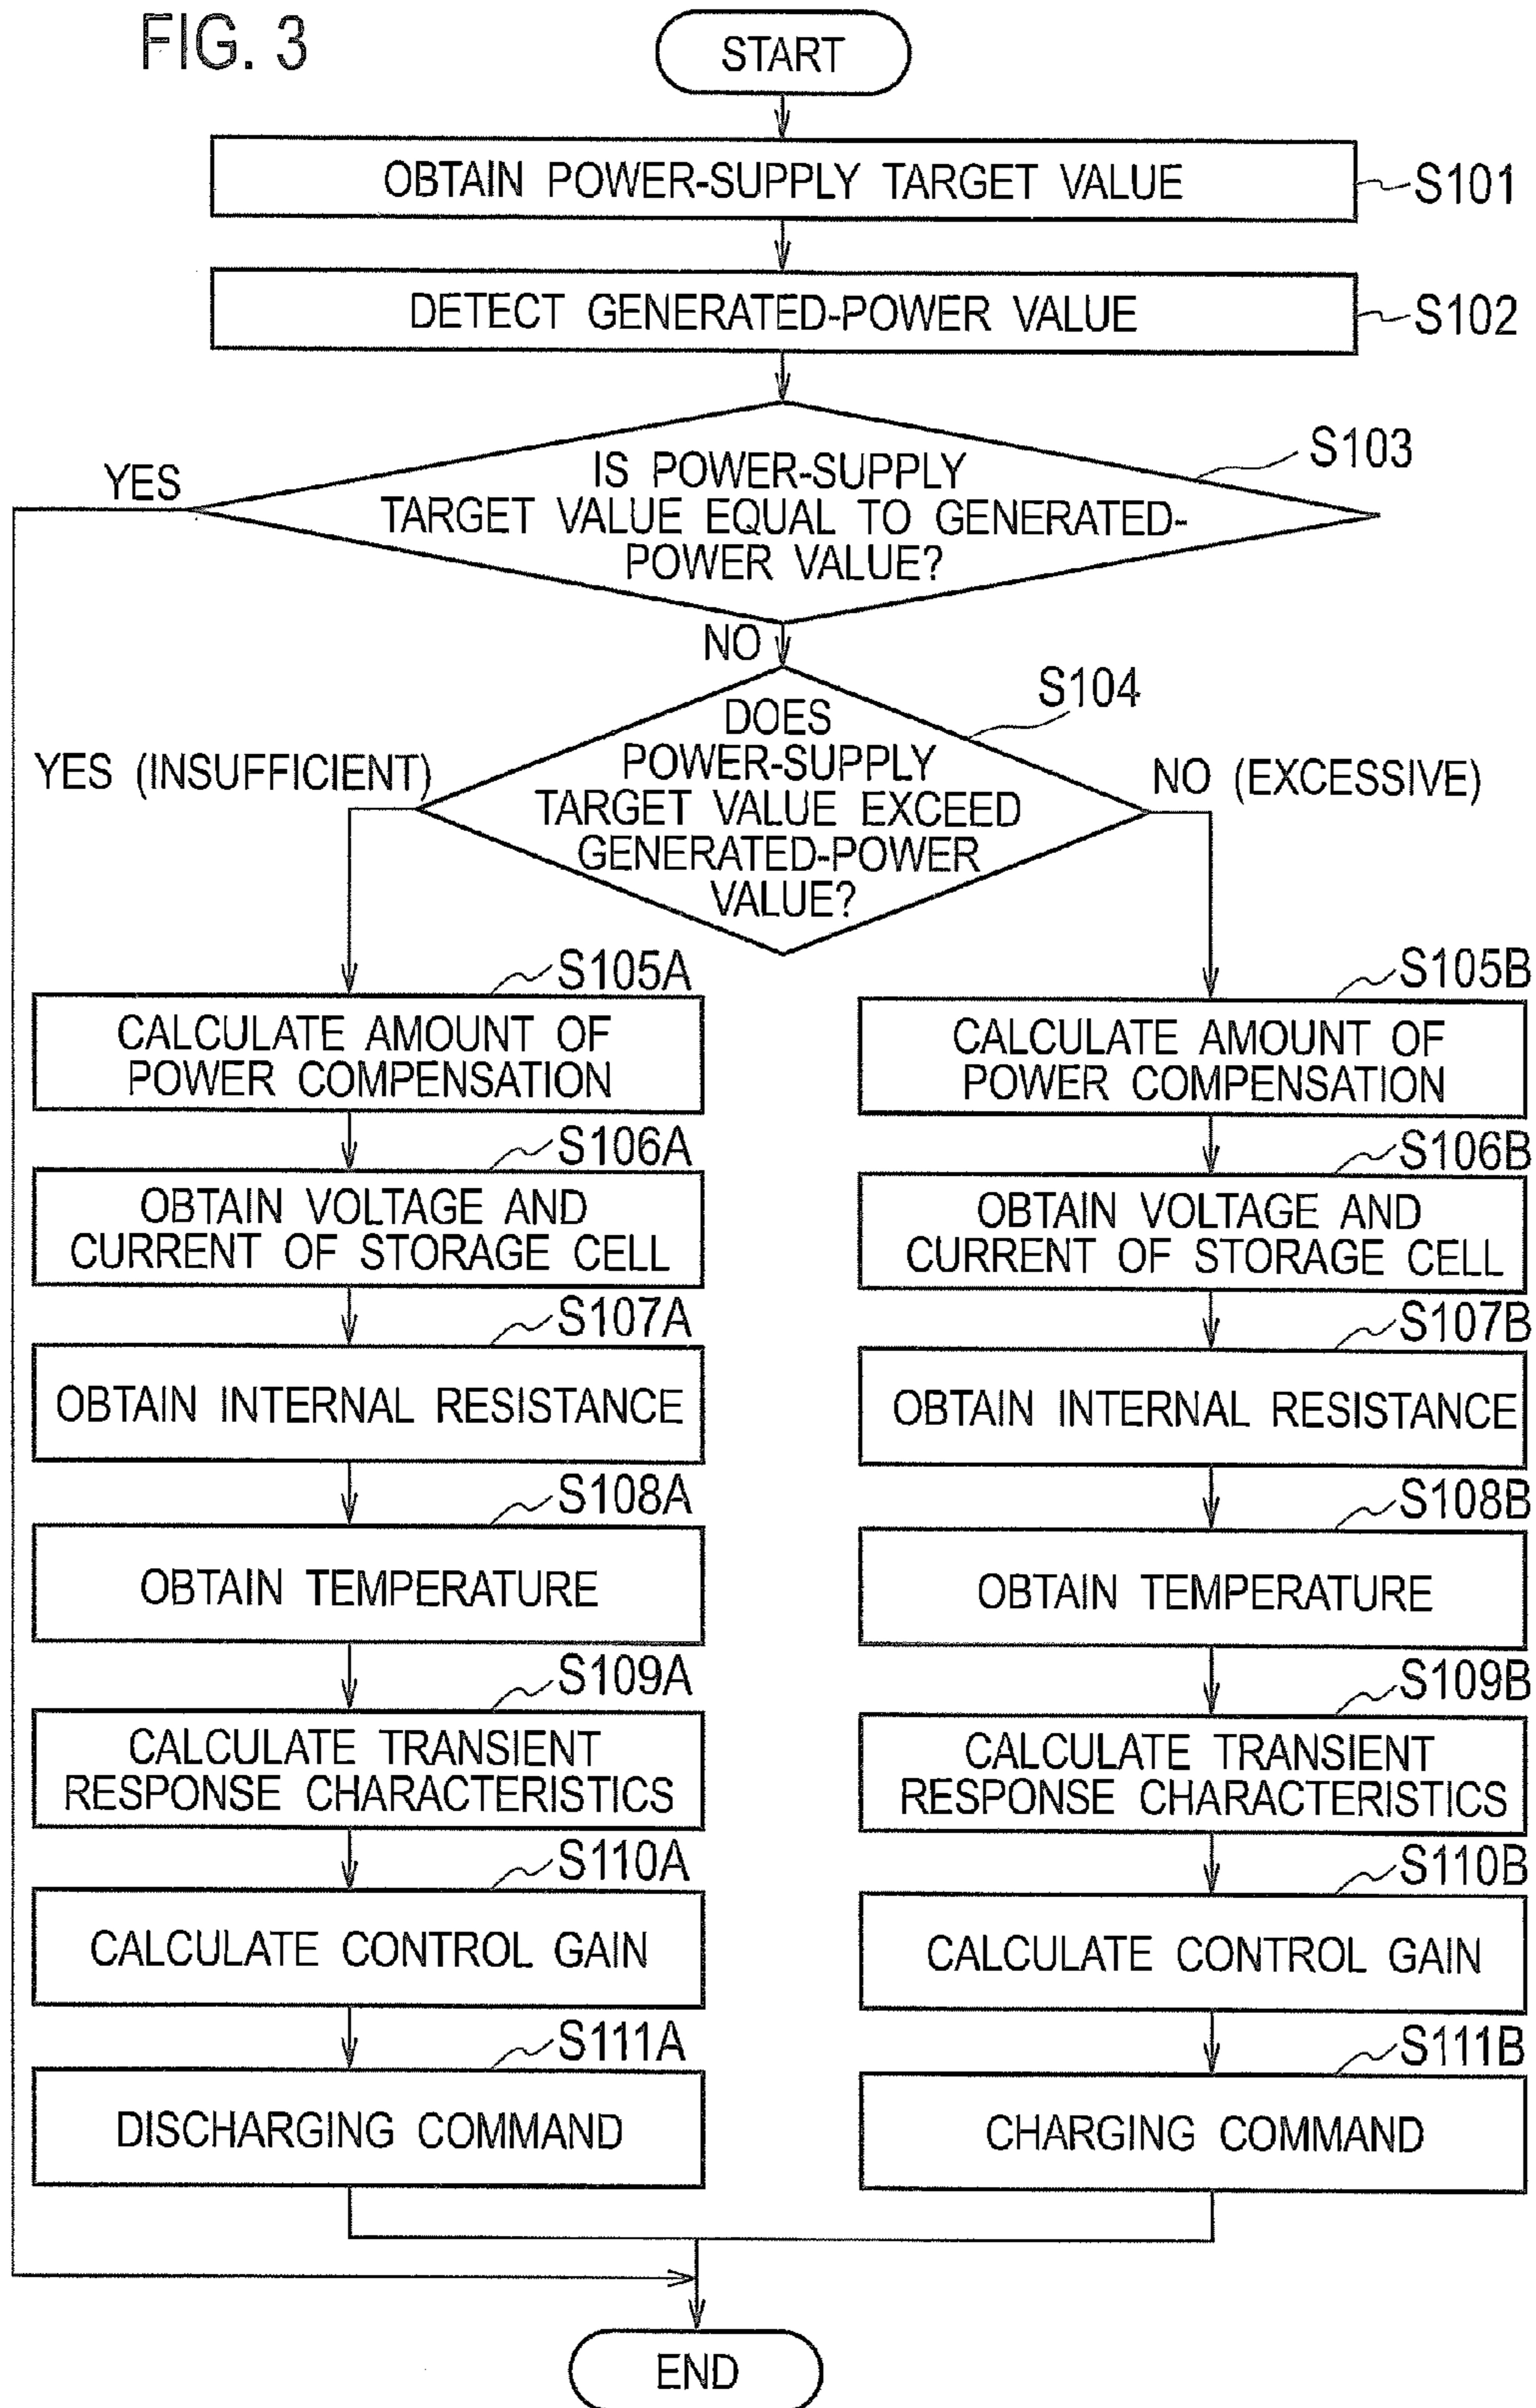 FIG. 3
START
OBTAIN POWER-SUPPLY TARGET VALUE
S101
DETECT GENERATED-POWER VALUE
S102
S103
YES
IS POWER-SUPPLY
TARGET VALUE EQUAL TO GENERATED-
POWER VALUE?
NO
S104
YES (INSUFFICIENT)
NO (EXCESSIVE)
DOES
POWER-SUPPLY
TARGET VALUE EXCEED
GENERATED-POWER
VALUE?
S105A
CALCULATE AMOUNT OF
POWER COMPENSATION
S106A
OBTAIN VOLTAGE AND
CURRENT OF STORAGE CELL
S107A
OBTAIN INTERNAL RESISTANCE
S108A
OBTAIN TEMPERATURE
S109A
CALCULATE TRANSIENT
RESPONSE CHARACTERISTICS
S110A
CALCULATE CONTROL GAIN
S111A
DISCHARGING COMMAND
S105B
CALCULATE AMOUNT OF
POWER COMPENSATION
S106B
OBTAIN VOLTAGE AND
CURRENT OF STORAGE CELL
S107B
OBTAIN INTERNAL RESISTANCE
S108B
OBTAIN TEMPERATURE
S109B
CALCULATE TRANSIENT
RESPONSE CHARACTERISTICS
S110B
CALCULATE CONTROL GAIN
S111B
CHARGING COMMAND
END